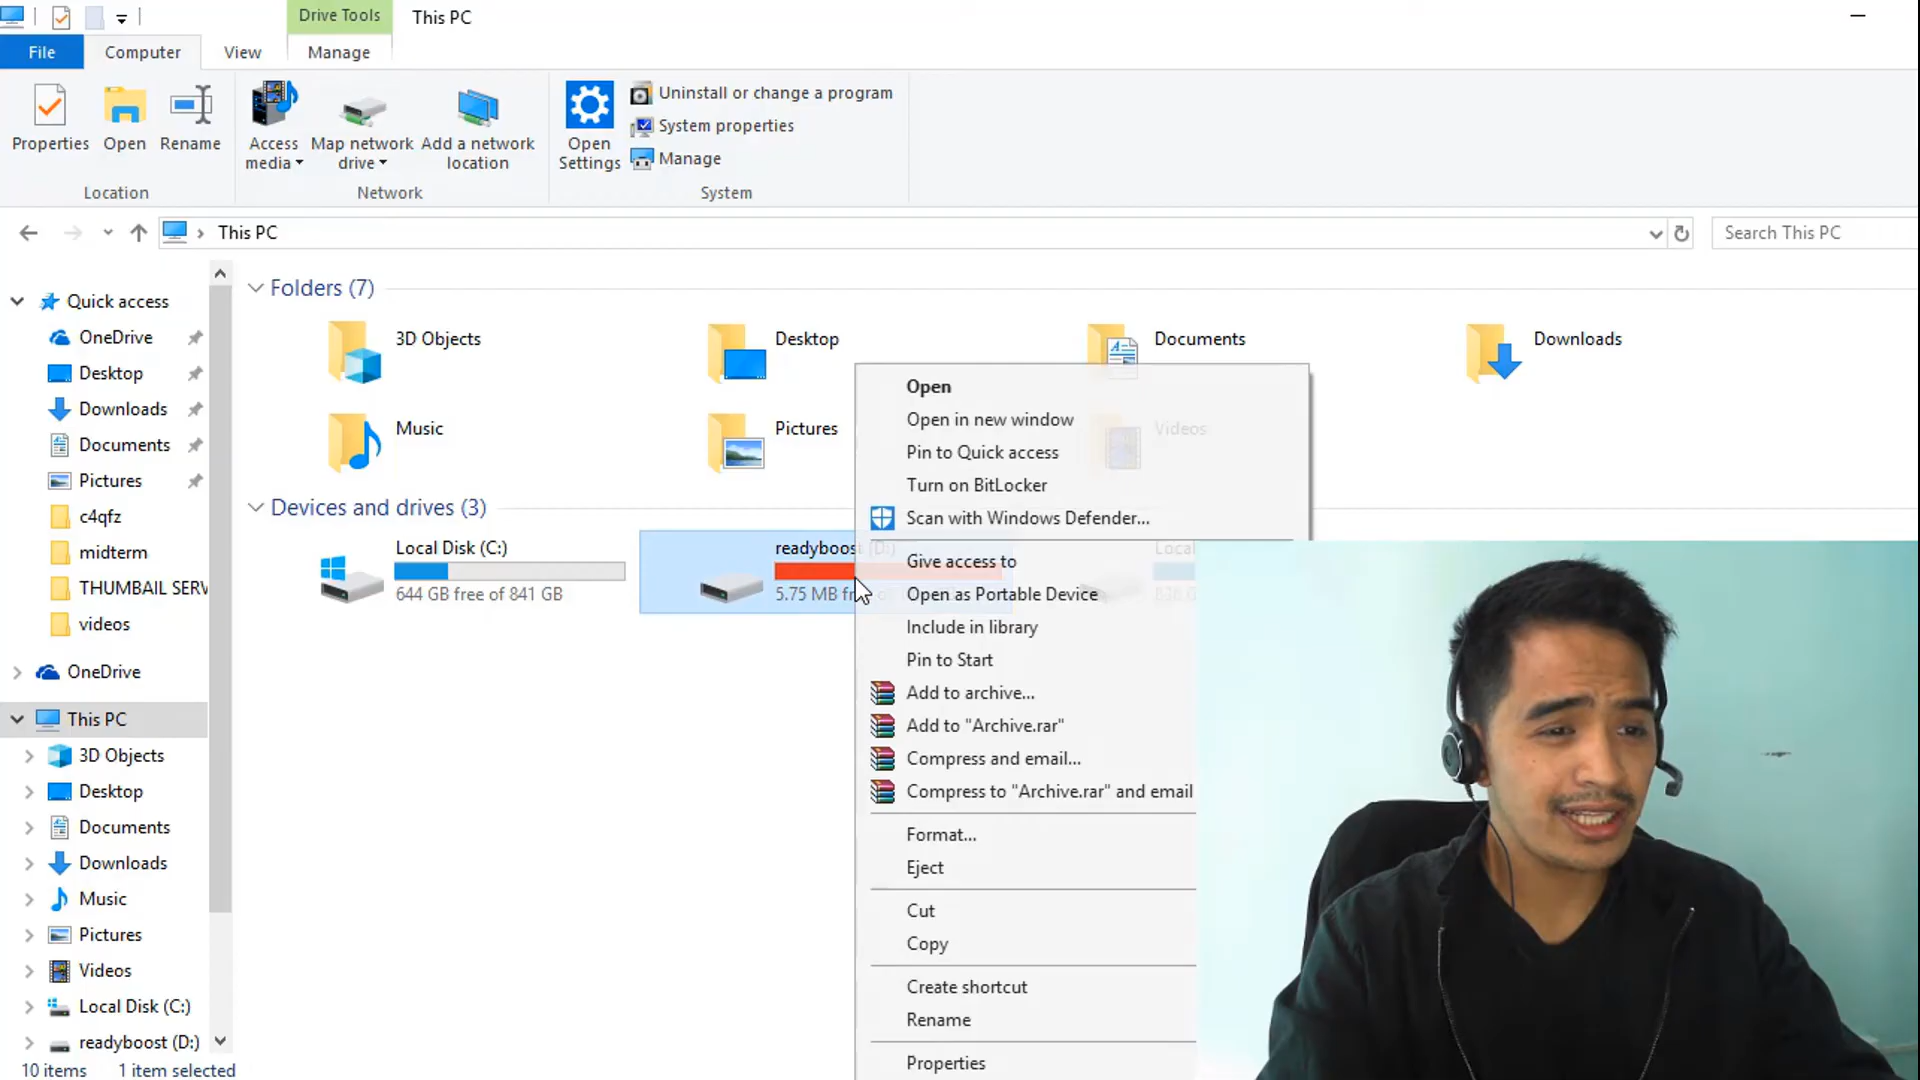 Drive Tools
This PC
File
Computer
View
Manage
Properties
Open
Rename
Access
media
Map network
drive
Add a network
location
Open
Settings
Uninstall or change a program
System properties
Manage
Location
Network
System
This PC
Search This PC
Quick access
OneDrive
Desktop
Downloads
Documents
Pictures
c4qfz
midterm
THUMBAIL SERV
videos
OneDrive
This PC
3D Objects
Desktop
Documents
Downloads
Music
Pictures
Videos
Local Disk (C:)
readyboost (D:)
10 items
1 item selected
Folders (7)
3D Objects
Desktop
Documents
Downloads
Music
Pictures
Videos
Devices and drives (3)
Local Disk (C:)
644 GB free of 841 GB
readyboost (D:)
5.75 MB
Local
Open
Open in new window
Pin to Quick access
Turn on BitLocker
Scan with Windows Defender...
Give access to
Open as Portable Device
Include in library
Pin to Start
Add to archive...
Add to "Archive.rar"
Compress and email...
Compress to "Archive.rar" and email
Format...
Eject
Cut
Copy
Create shortcut
Rename
Properties